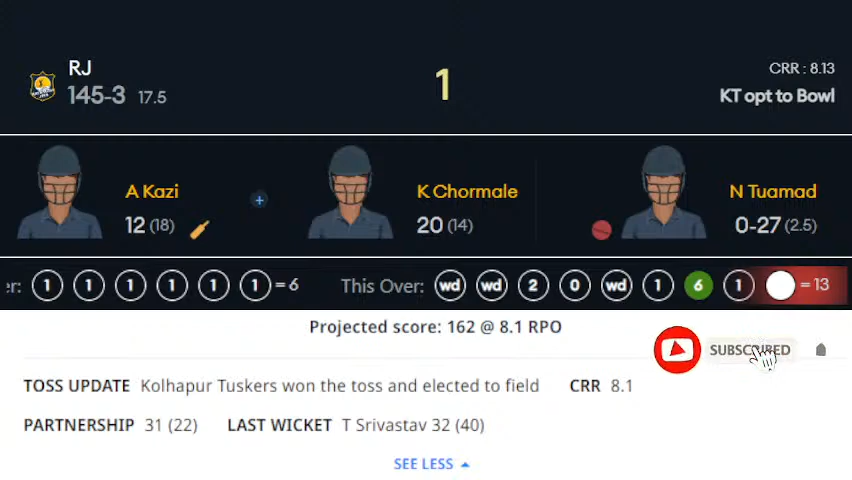 RJ
145-3 17.5
1
CRR : 8.13
KT opt to Bowl
A Kazi
12 (18)
+
K Chormale
20 (14)
N Tuamad
0-27 (2.5)
er: 1 1 1 1 1 1 = 6 This Over: wd wd 2 0 wd 1 6 1 = 13
Projected score: 162 @ 8.1 RPO
SUBSCRIBED
TOSS UPDATE Kolhapur Tuskers won the toss and elected to field CRR 8.1
PARTNERSHIP 31 (22) LAST WICKET T Srivastav 32 (40)
SEE LESS